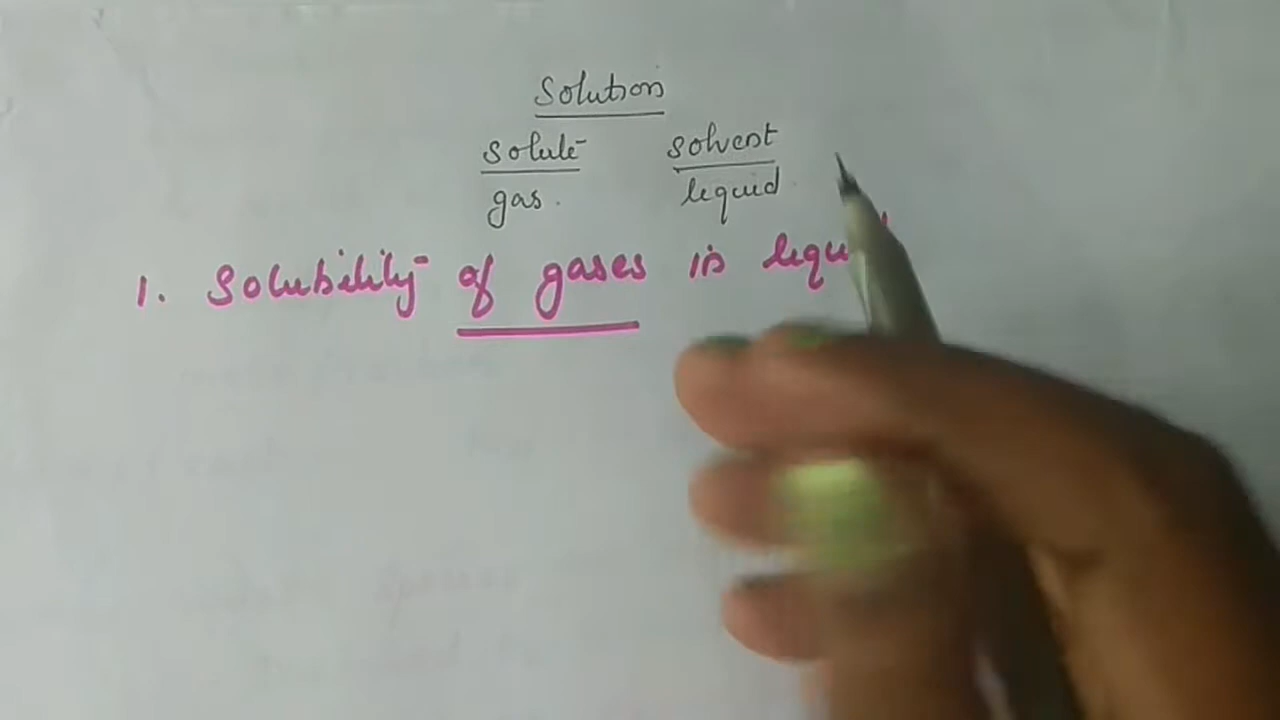 Solution
Solute solvent
gas. liquid
1. Solubility of gases in